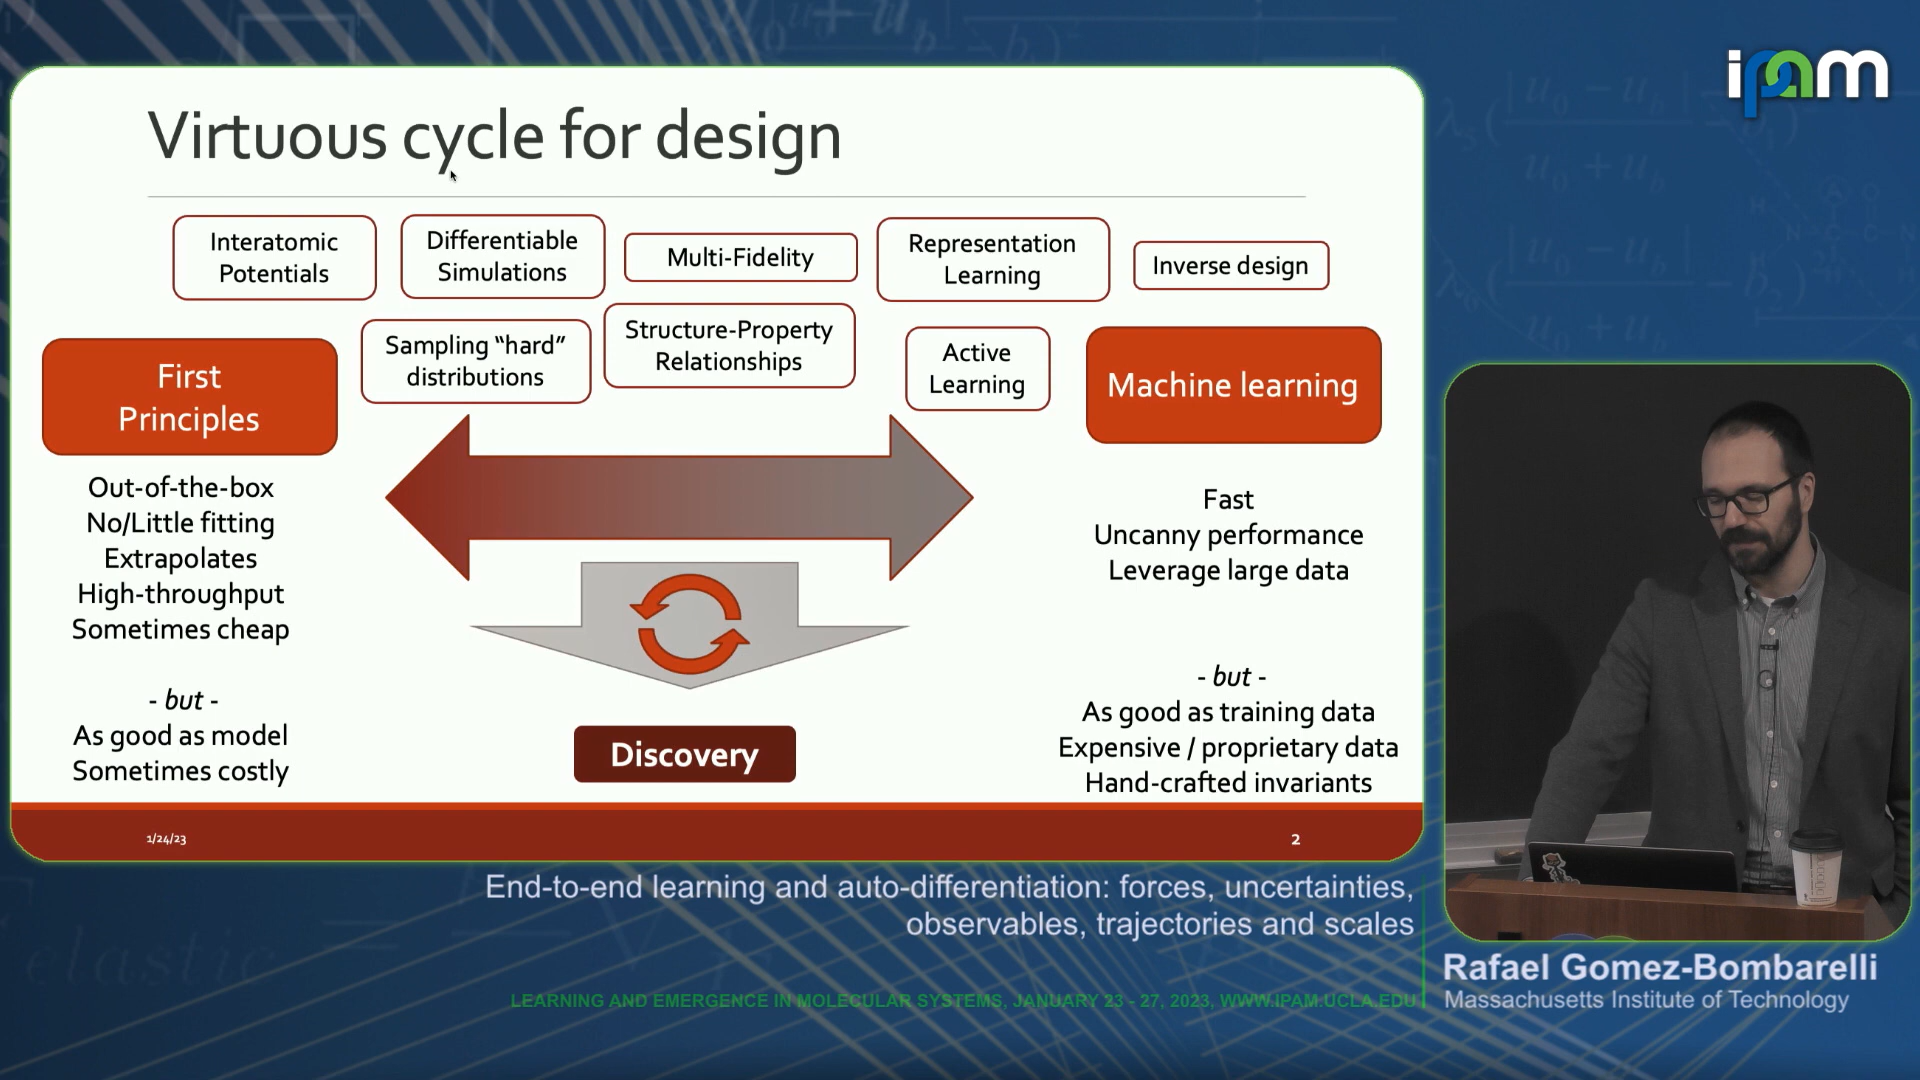 ipam
Virtuous cycle for design
Interatomic
Potentials
Differentiable
Simulations
Multi-Fidelity
Representation
Learning
Inverse design
Sampling “hard”
distributions
Structure-Property
Relationships
Active
Learning
First
Principles
Machine learning
Out-of-the-box
No/Little fitting
Extrapolates
High-throughput
Sometimes cheap
- but -
As good as model
Sometimes costly
Fast
Uncanny performance
Leverage large data
- but -
As good as training data
Expensive / proprietary data
Hand-crafted invariants
Discovery
1/24/23
2
End-to-end learning and auto-differentiation: forces, uncertainties,
observables, trajectories and scales
Rafael Gomez-Bombarelli
Massachusetts Institute of Technology
LEARNING AND EMERGENCE IN MOLECULAR SYSTEMS, JANUARY 23 - 27, 2023, WWW.IPAM.UCLA.EDU
elastic